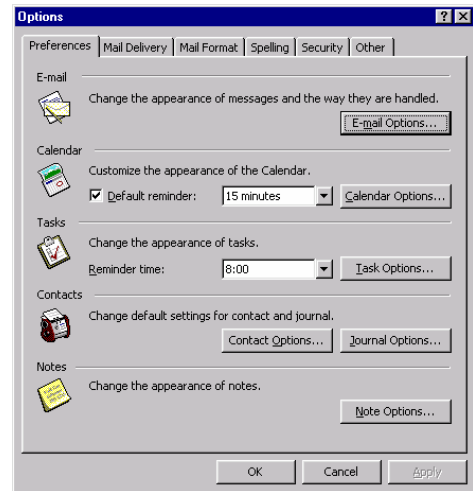 Options
Preferences Mail Delivery Mail Format Spelling Security Other
E-mail
Change the appearance of messages and the way they are handled.
E-mail Options...
Calendar
Customize the appearance of the Calendar.
Default reminder: 15 minutes Calendar Options...
Tasks
Change the appearance of tasks.
Reminder time: 8:00 Task Options...
Contacts
Change default settings for contact and journal.
Contact Options... Journal Options...
Notes
Change the appearance of notes.
Note Options...
OK Cancel Apply